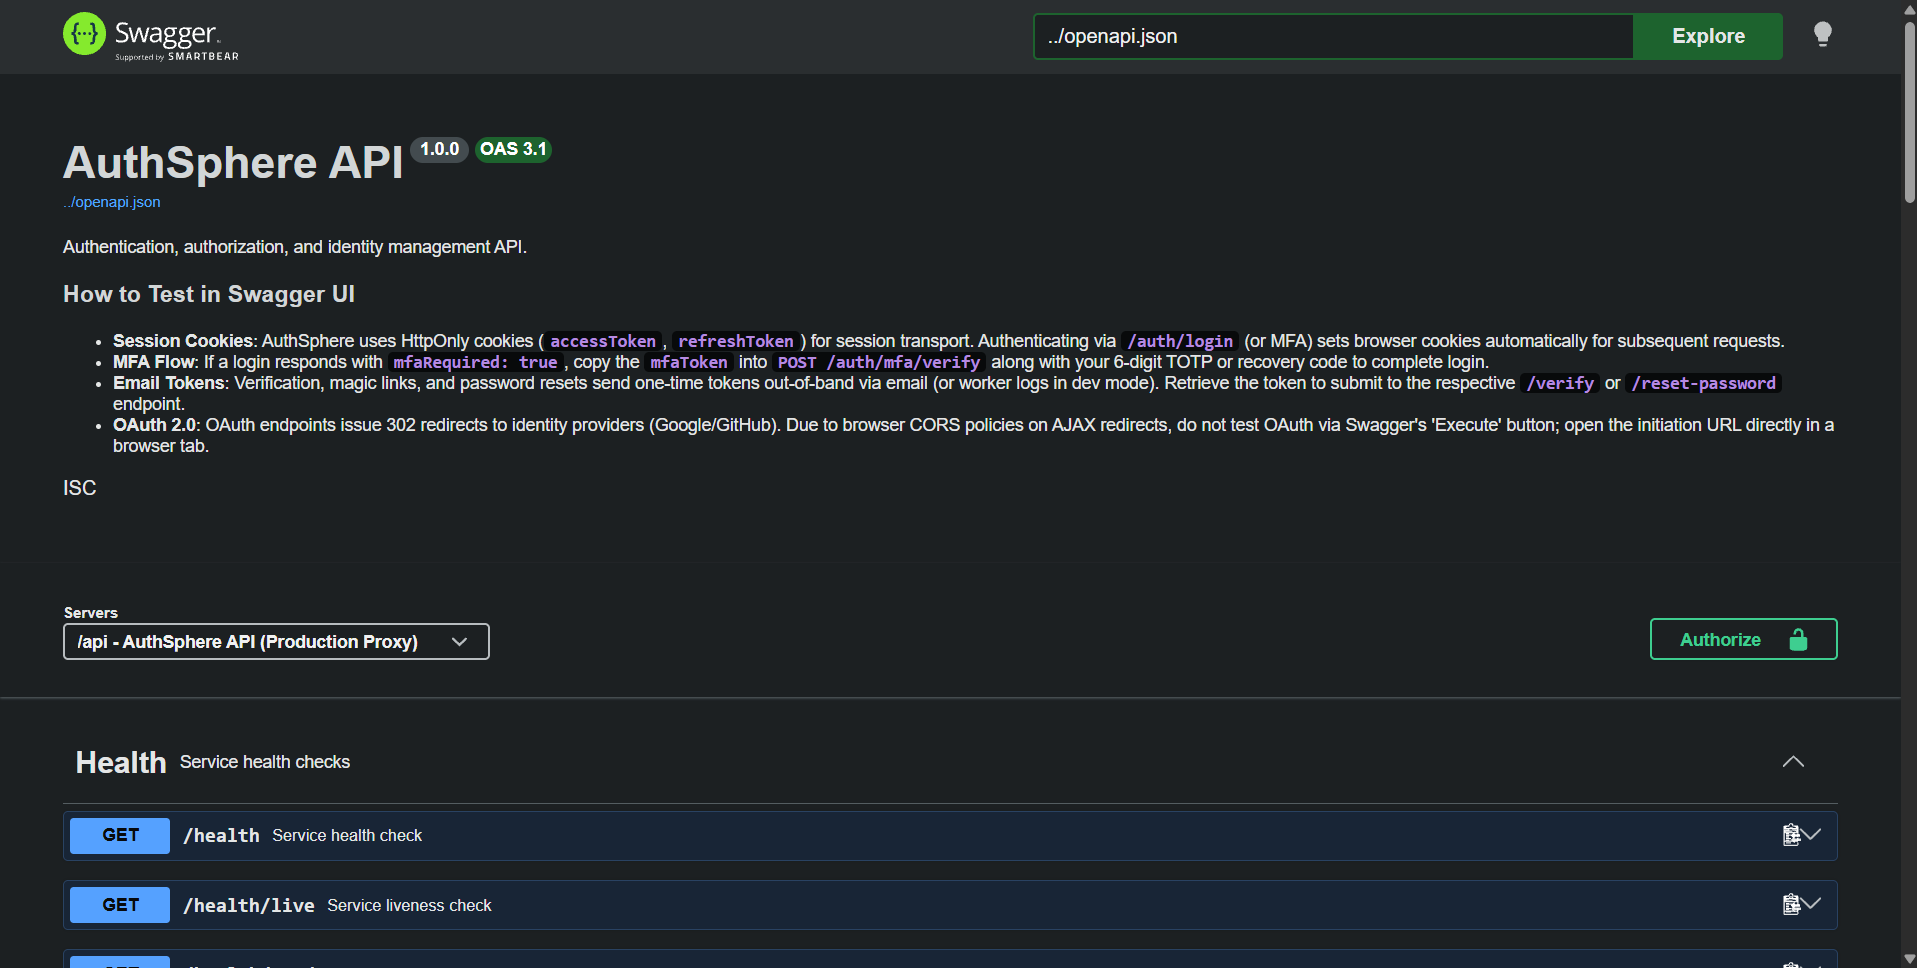 Swagger.
Supported by SMARTBEAR
../openapi.json
Explore
AuthSphere API 1.0.0 OAS 3.1
../openapi.json
Authentication, authorization, and identity management API.
How to Test in Swagger UI
• Session Cookies: AuthSphere uses HttpOnly cookies ( accessToken , refreshToken ) for session transport. Authenticating via /auth/login (or MFA) sets browser cookies automatically for subsequent requests.
• MFA Flow: If a login responds with mfaRequired: true , copy the mfaToken into POST /auth/mfa/verify along with your 6-digit TOTP or recovery code to complete login.
• Email Tokens: Verification, magic links, and password resets send one-time tokens out-of-band via email (or worker logs in dev mode). Retrieve the token to submit to the respective /verify or /reset-password
endpoint.
• OAuth 2.0: OAuth endpoints issue 302 redirects to identity providers (Google/GitHub). Due to browser CORS policies on AJAX redirects, do not test OAuth via Swagger's 'Execute' button; open the initiation URL directly in a
browser tab.
ISC
Servers
/api - AuthSphere API (Production Proxy)
Authorize
Health Service health checks
GET /health Service health check
GET /health/live Service liveness check